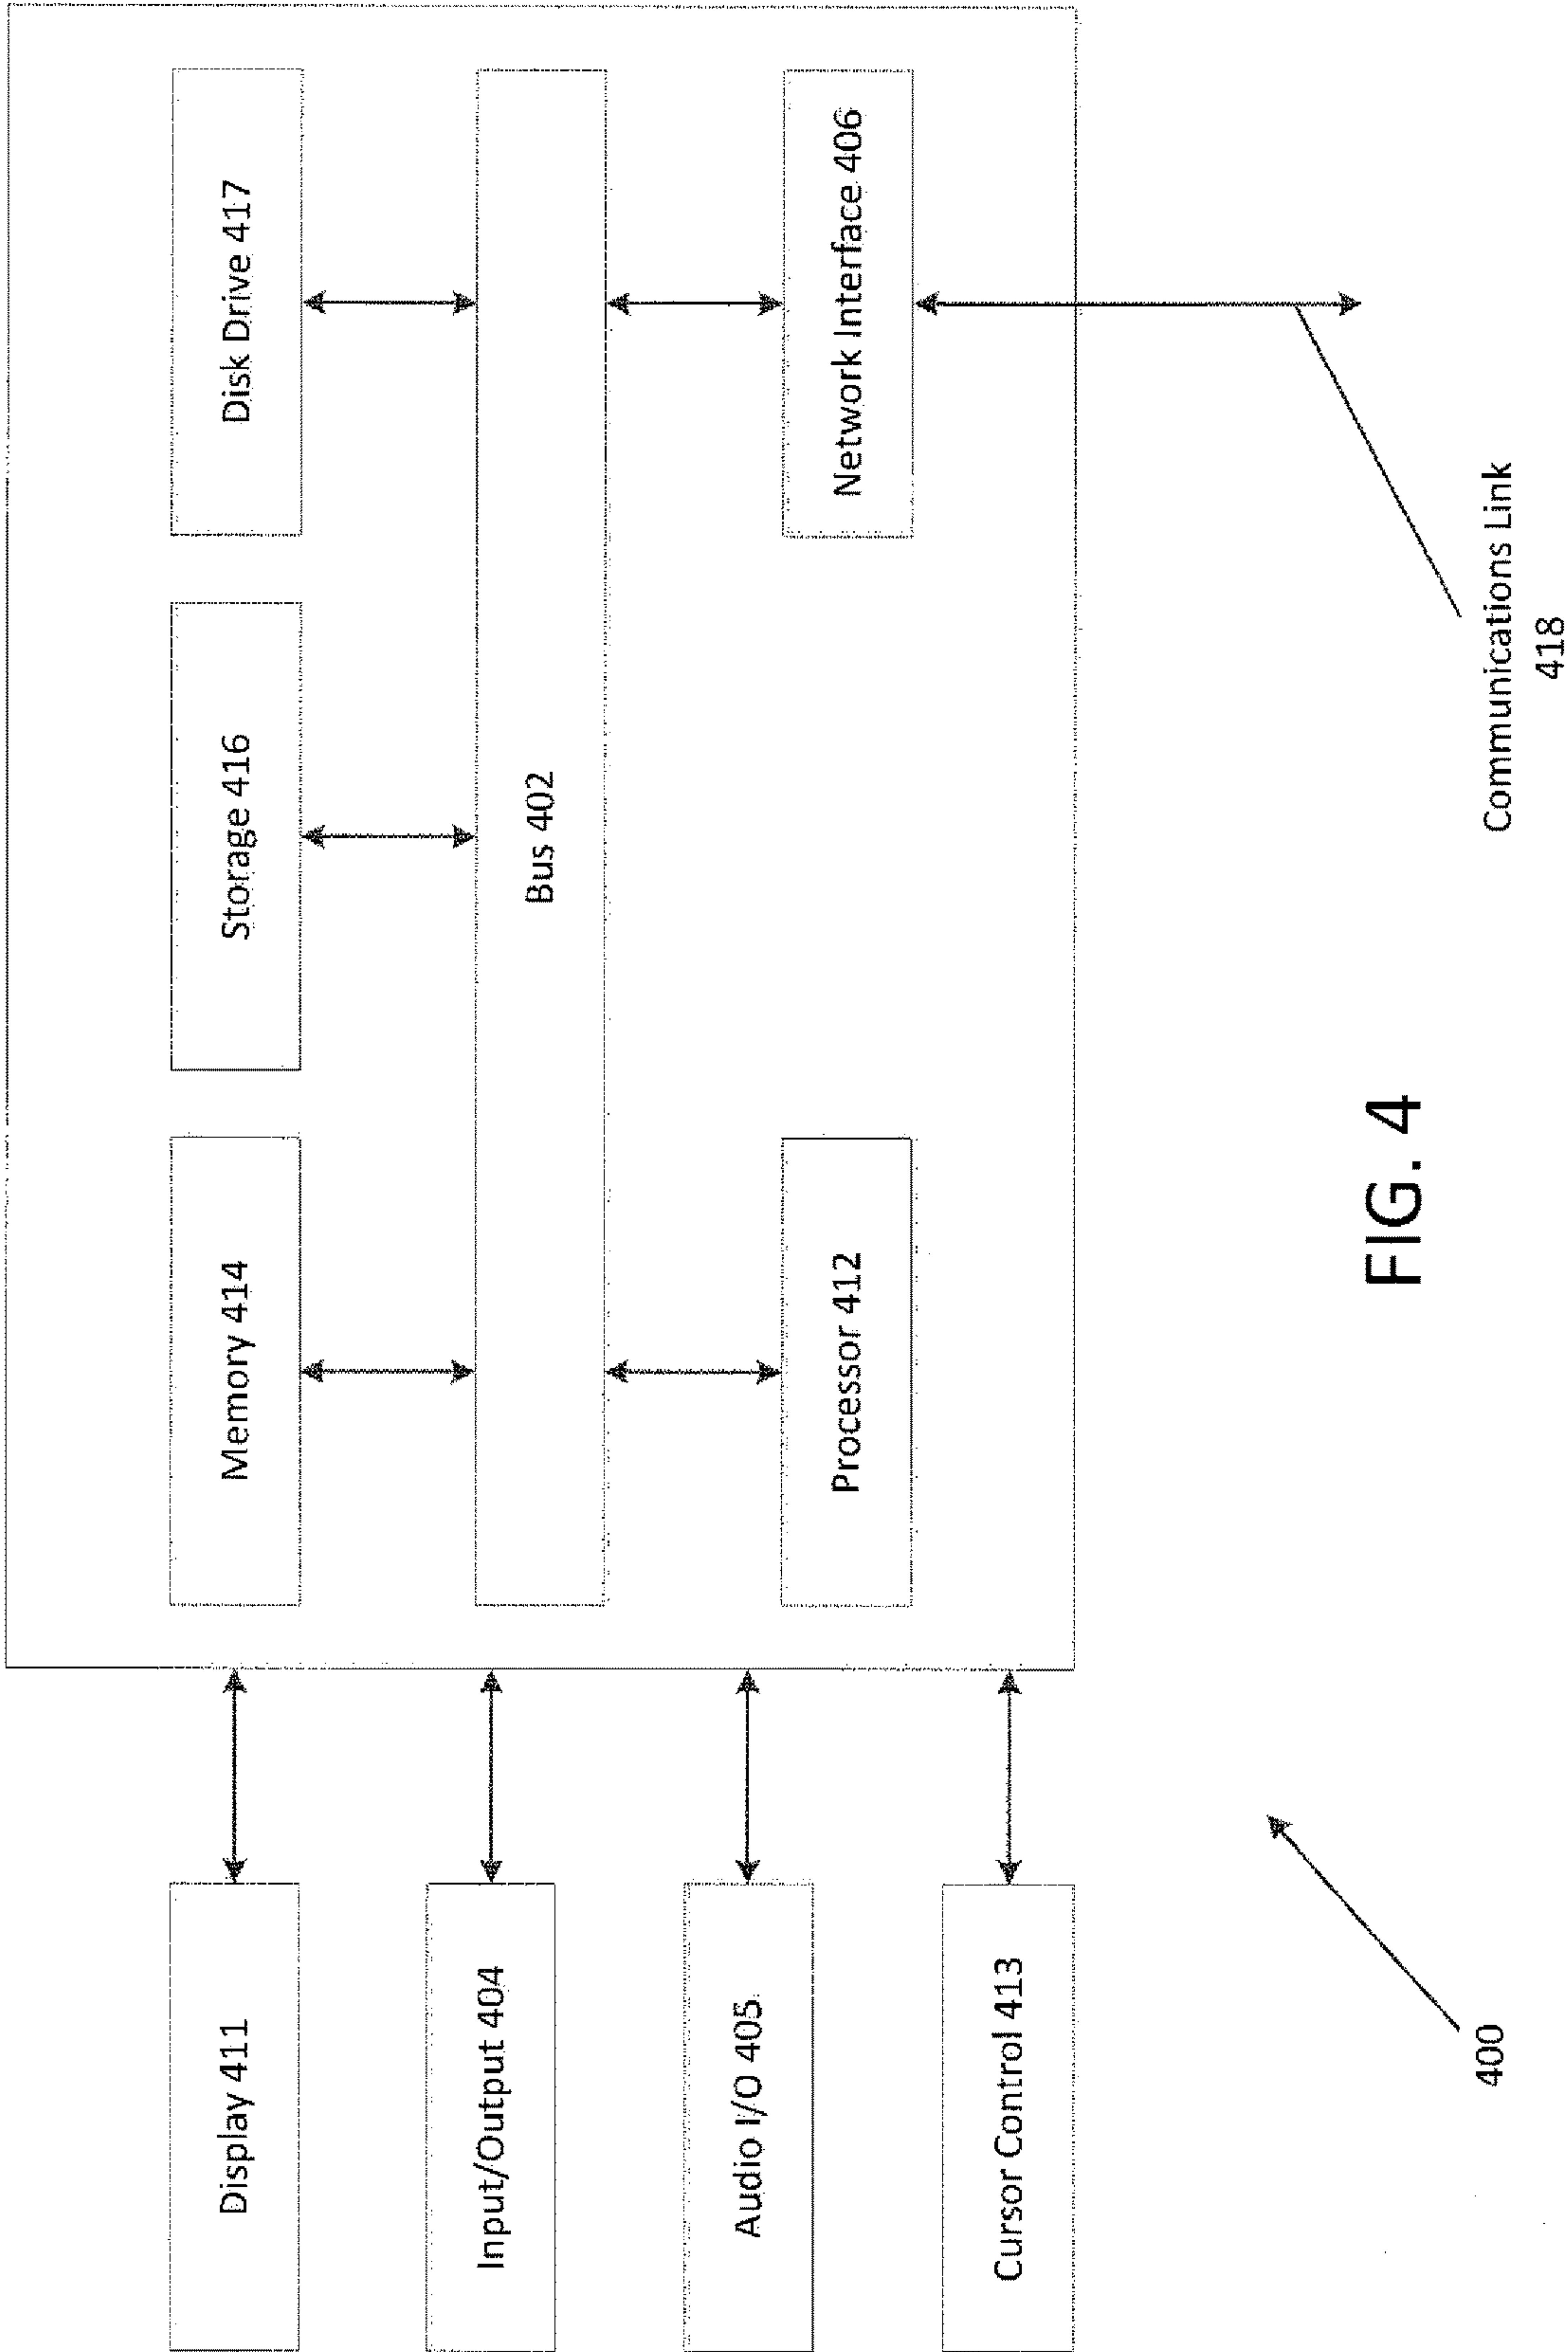 Display 411
Input/Output 404
Audio I/O 405
Cursor Control 413
Memory 414
Storage 416
Disk Drive 417
Bus 402
Processor 412
Network Interface 406
Communications Link
418
400
FIG. 4